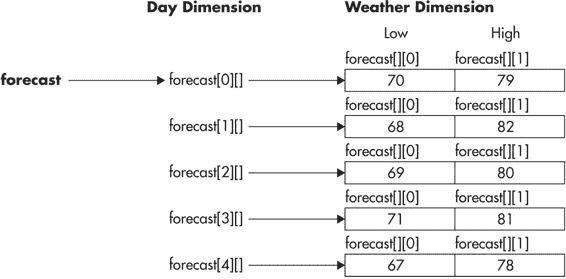 Day Dimension Weather Dimension
Low High
forecast[][0] forecast[][1]
forecast forecast[0][] 70 79
forecast[][0] forecast[][1]
forecast[1][] 68 82
forecast[][0] forecast[][1]
forecast[2][] 69 80
forecast[][0] forecast[][1]
forecast[3][] 71 81
forecast[][0] forecast[][1]
forecast[4][] 67 78